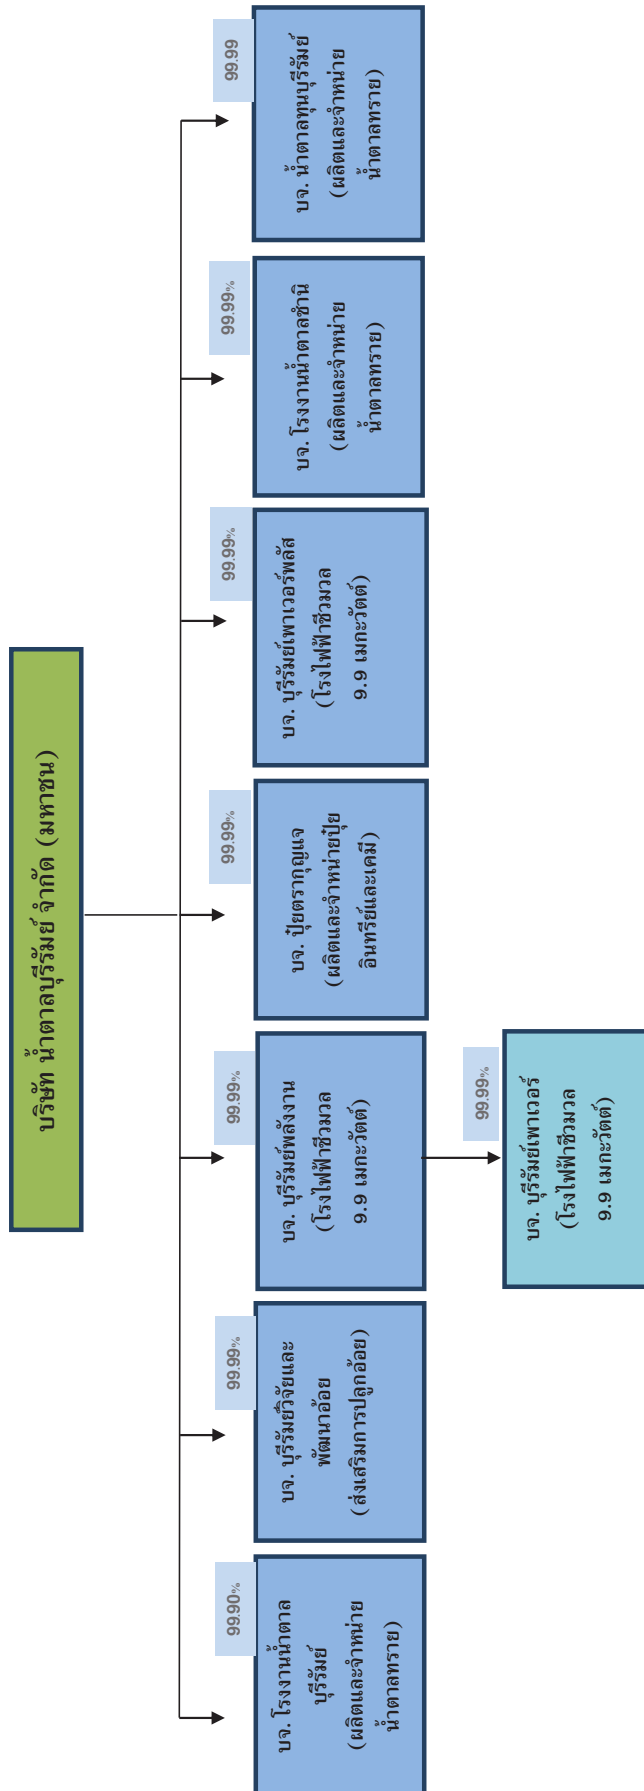 บริษัท น้ำตาลบุรีรัมย์ จำกัด (มหาชน)
99.90%
บจ. โรงงานน้ำตาล
บุรีรัมย์
(ผลิตและจำหน่าย
น้ำตาลทราย)
99.99%
บจ. บุรีรัมย์วิจัยและ
พัฒนาอ้อย
(ส่งเสริมการปลูกอ้อย)
99.99%
บจ. บุรีรัมย์พลังงาน
(โรงไฟฟ้าชีวมวล
9.9 เมกะวัตต์)
99.99%
บจ. ปุ๋ยตรากุญแจ
(ผลิตและจำหน่ายปุ๋ย
อินทรีย์และเคมี)
99.99%
บจ. บุรีรัมย์เพาเวอร์พลัส
(โรงไฟฟ้าชีวมวล
9.9 เมกะวัตต์)
99.99%
บจ. โรงงานน้ำตาลชำนิ
(ผลิตและจำหน่าย
น้ำตาลทราย)
99.99
บจ. น้ำตาลทุนบุรีรัมย์
(ผลิตและจำหน่าย
น้ำตาลทราย)
99.99%
บจ. บุรีรัมย์เพาเวอร์
(โรงไฟฟ้าชีวมวล
9.9 เมกะวัตต์)